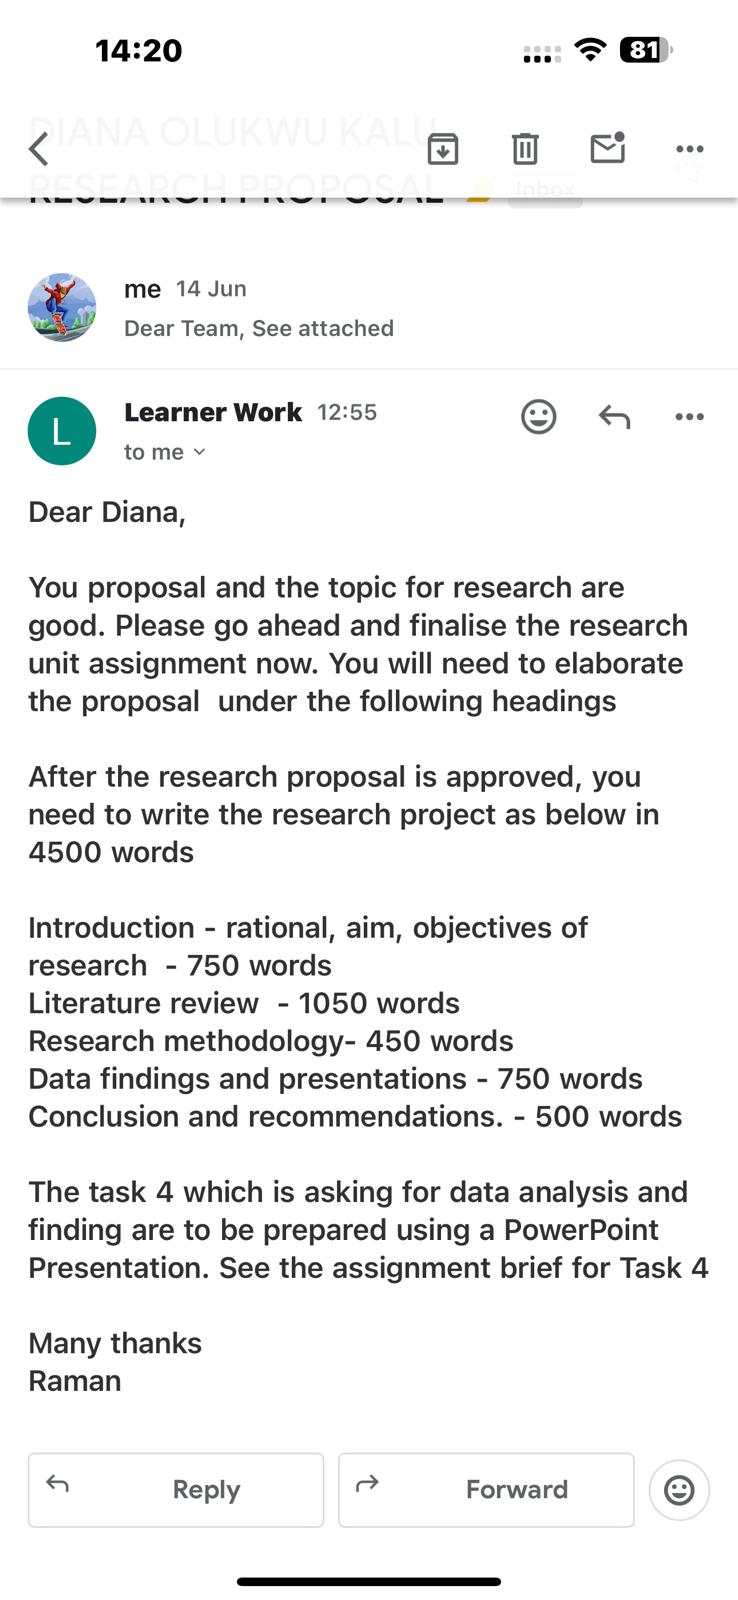 14:20
81
DIANA OLUKWU KALU
RESEARCH PROPOSAL
Inbox
me 14 Jun
Dear Team, See attached
L
Learner Work 12:55
to me
Dear Diana,
You proposal and the topic for research are
good. Please go ahead and finalise the research
unit assignment now. You will need to elaborate
the proposal  under the following headings
After the research proposal is approved, you
need to write the research project as below in
4500 words
Introduction - rational, aim, objectives of
research  - 750 words
Literature review  - 1050 words
Research methodology- 450 words
Data findings and presentations - 750 words
Conclusion and recommendations. - 500 words
The task 4 which is asking for data analysis and
finding are to be prepared using a PowerPoint
Presentation. See the assignment brief for Task 4
Many thanks
Raman
Reply
Forward